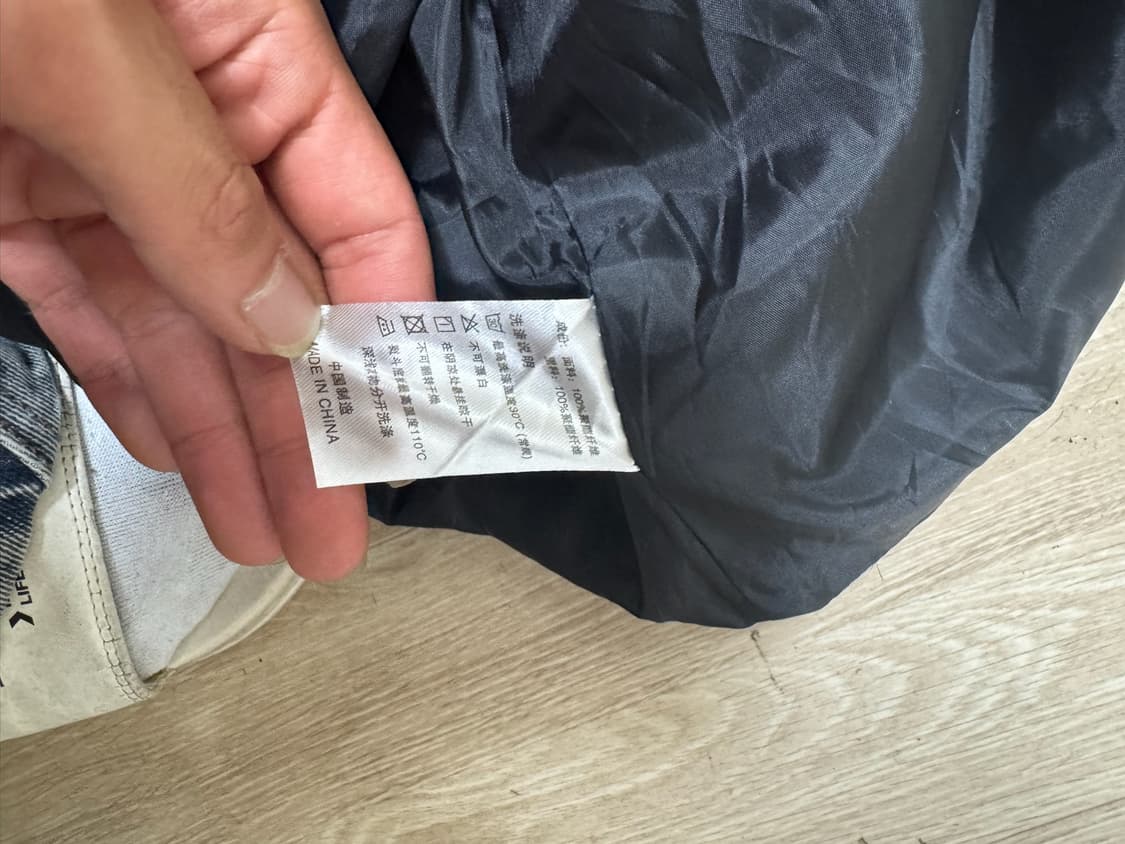 成份: 面料: 100%聚酯纤维
里料: 100%聚酯纤维
洗涤说明
30 最高洗涤温度30°C (常规)
不可漂白
在阴凉处悬挂晾干
不可翻转干燥
熨斗底板最高温度110°C
深浅 分开洗涤
中国制造
MADE IN CHINA
LIFE